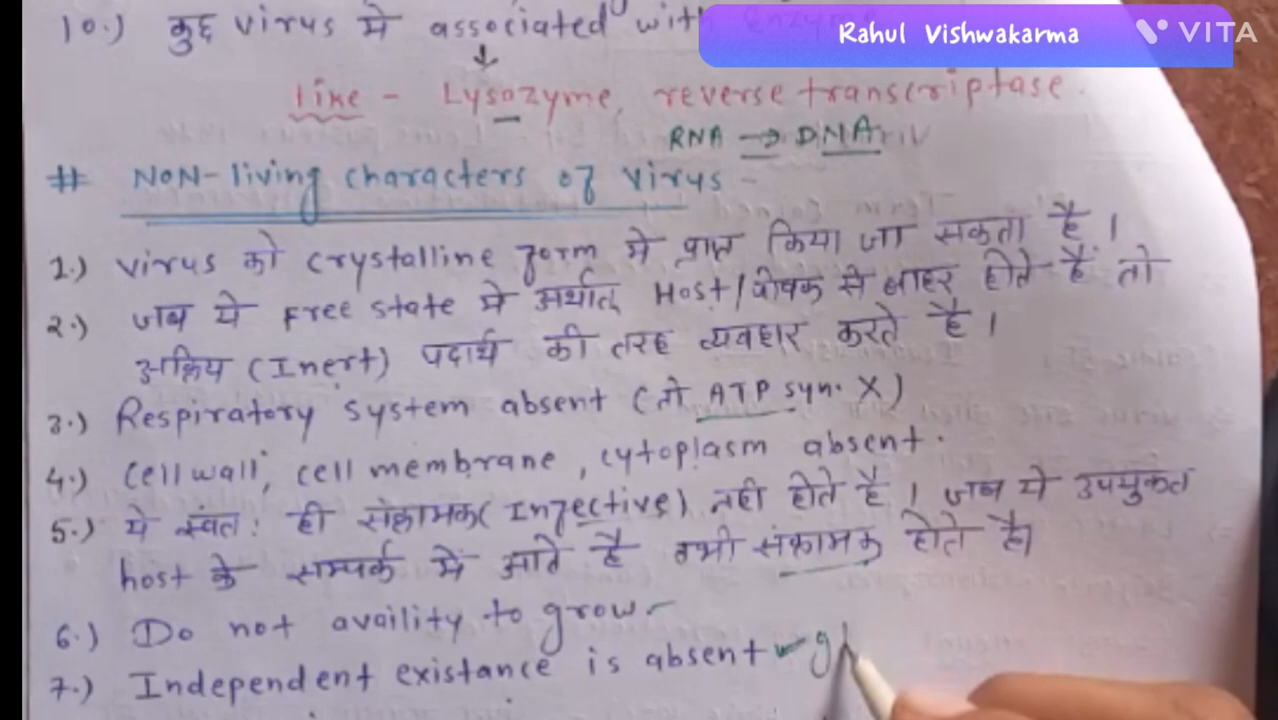 10.) कुछ virus मे associated with enzyme
Rahul Vishwakarma
VITA
Like - Lysozyme, reverse transcriptase.
RNA → DNA
# NON-living characters of virus -
1.) virus को crystalline form मे प्राप्त किया जा सकता है।
2.) जब ये Free state मे अर्थात् Host/पोषक से बाहर होते है तो
अक्रिय (Inert) पदार्थ की तरह व्यवहार करते है।
3.) Respiratory system absent (तो ATP syn. X)
4.) cell wall, cell membrane, cytoplasm absent.
5.) ये स्वंत: ही संक्रामक (Infective) नही होते है। जब ये उपयुक्त
host के सम्पर्क में आते है तभी संक्रामक होते है।
6.) Do not availity to grow
7.) Independent existance is absent